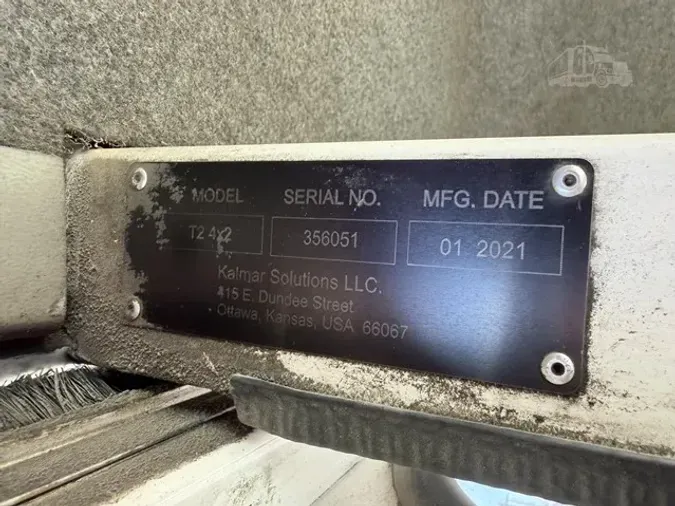 MODEL SERIAL NO. MFG. DATE
T2 4x2 356051 01 2021
Kalmar Solutions LLC.
415 E. Dundee Street
Ottawa, Kansas, USA 66067